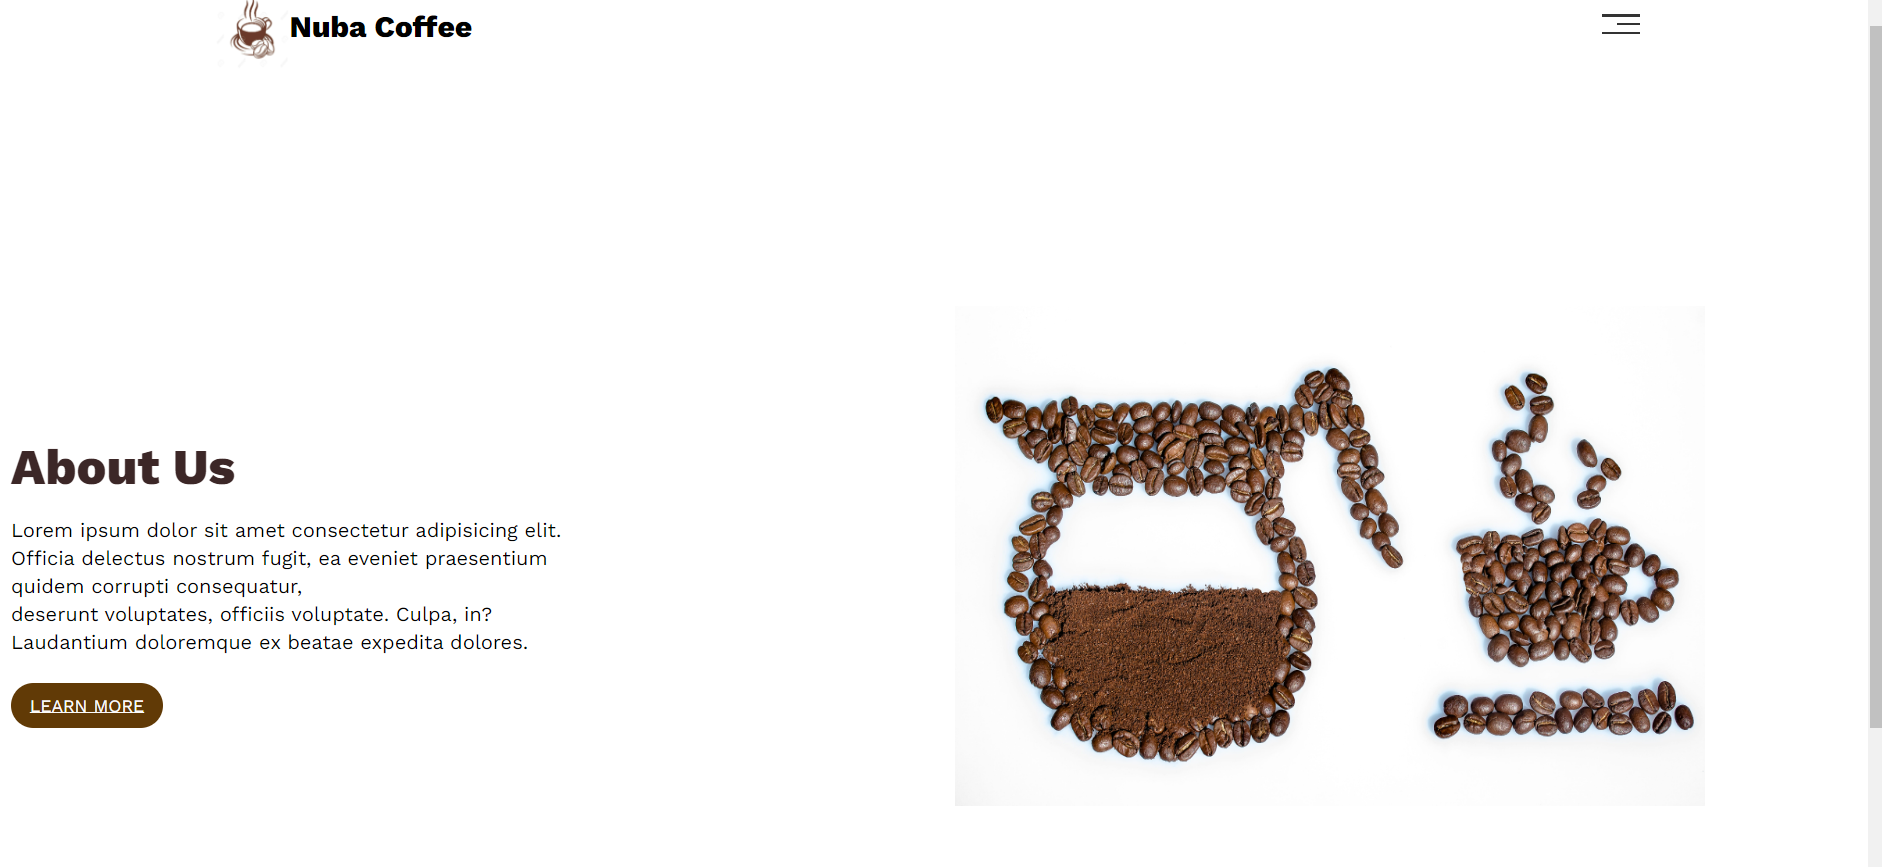 Nuba Coffee
About Us
Lorem ipsum dolor sit amet consectetur adipisicing elit.
Officia delectus nostrum fugit, ea eveniet praesentium
quidem corrupti consequatur,
deserunt voluptates, officiis voluptate. Culpa, in?
Laudantium doloremque ex beatae expedita dolores.
LEARN MORE